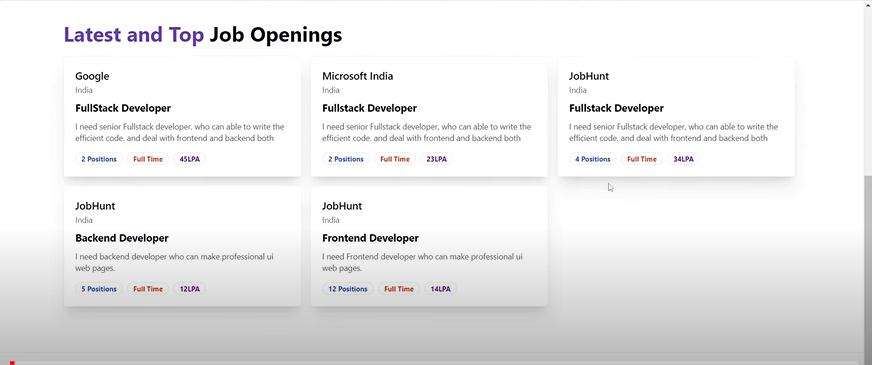 Latest and Top Job Openings
Google
India
FullStack Developer
I need senior Fullstack developer, who can able to write the
efficient code. and deal with frontend and backend both
2 Positions Full Time 45LPA
Microsoft India
India
Fullstack Developer
I need senior Fullstack developer, who can able to write the
efficient code. and deal with frontend and backend both
2 Positions Full Time 23LPA
JobHunt
India
Fullstack Developer
I need senior Fullstack developer, who can able to write the
efficient code. and deal with frontend and backend both
4 Positions Full Time 34LPA
JobHunt
India
Backend Developer
I need backend developer who can make professional ui
web pages.
5 Positions Full Time 12LPA
JobHunt
India
Frontend Developer
I need Frontend developer who can make professional ui
web pages.
12 Positions Full Time 14LPA